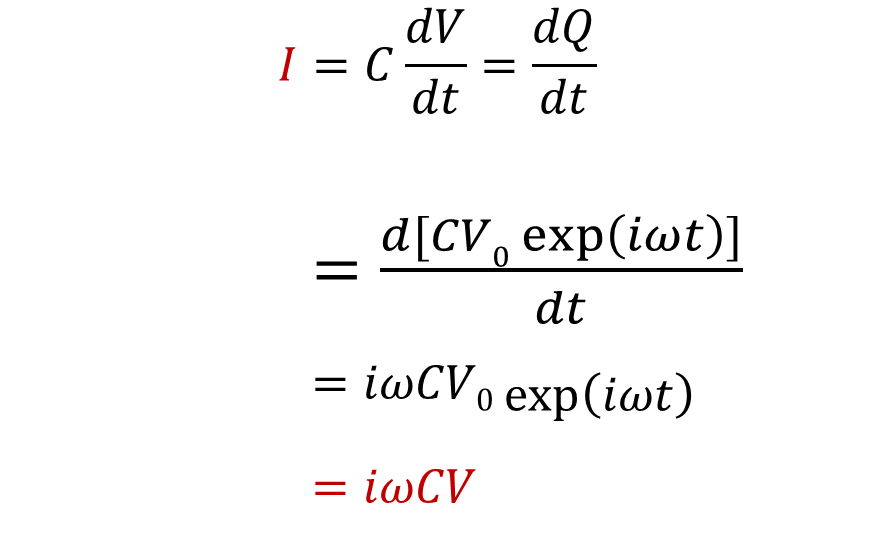 I = C dV/dt = dQ/dt
= d[CV₀ exp(iωt)]/dt
= iωCV₀ exp(iωt)
= iωCV